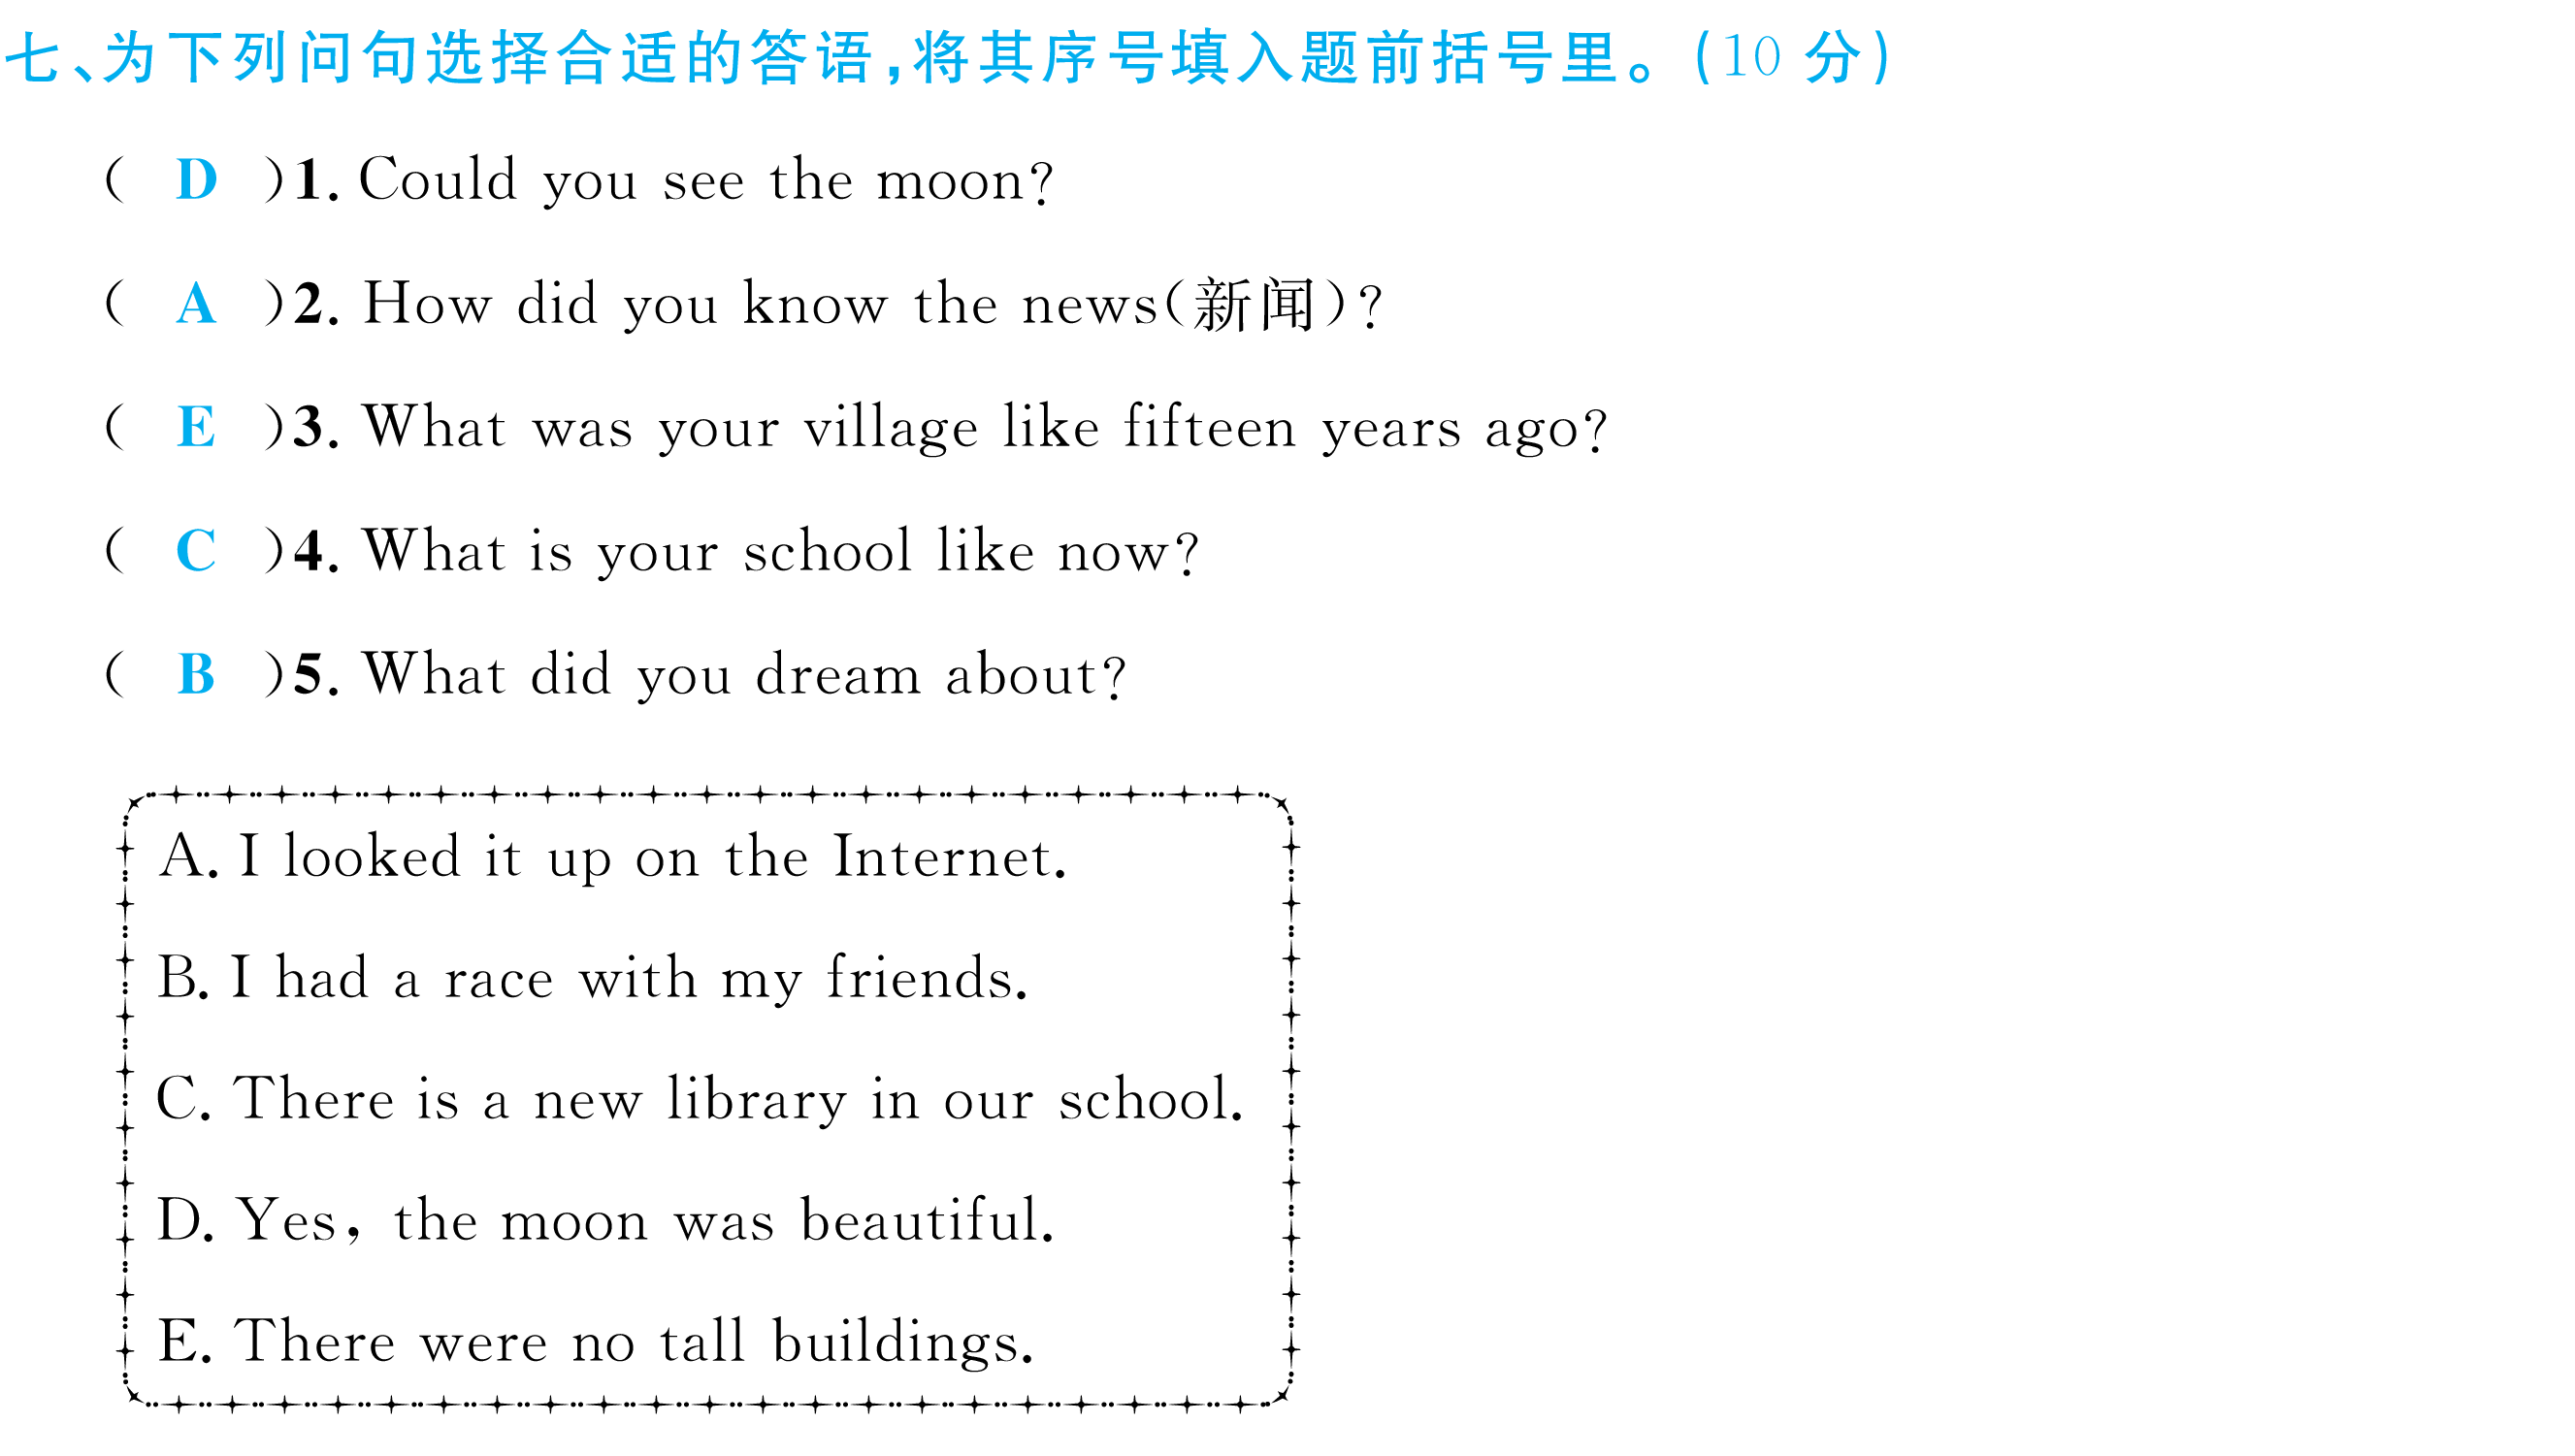 七、为下列问句选择合适的答语,将其序号填入题前括号里。(10 分)
( D )1. Could you see the moon?
( A )2. How did you know the news(新闻)?
( E )3. What was your village like fifteen years ago?
( C )4. What is your school like now?
( B )5. What did you dream about?
A. I looked it up on the Internet.
B. I had a race with my friends.
C. There is a new library in our school.
D. Yes, the moon was beautiful.
E. There were no tall buildings.